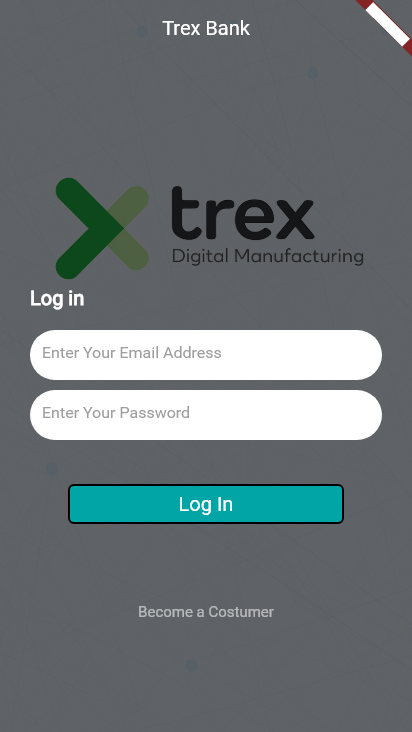 Trex Bank
trex
Digital Manufacturing
Log in
Enter Your Email Address
Enter Your Password
Log In
Become a Costumer